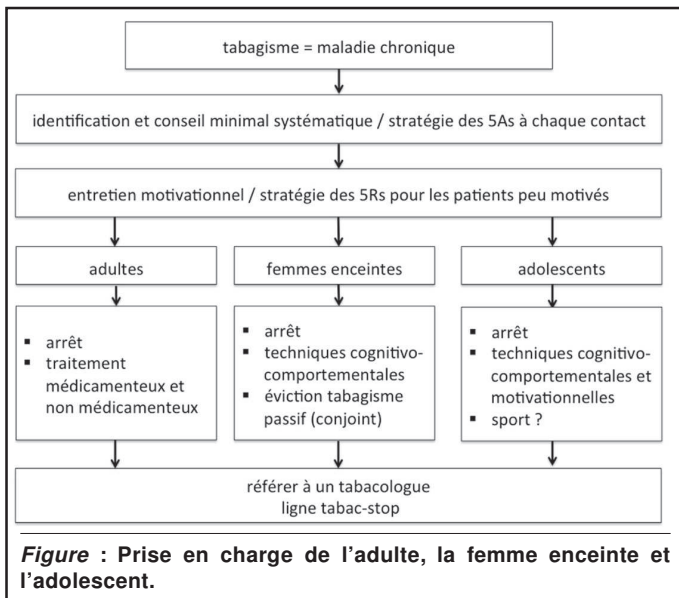 tabagisme = maladie chronique
identification et conseil minimal systématique / stratégie des 5As à chaque contact
entretien motivationnel / stratégie des 5Rs pour les patients peu motivés
adultes
femmes enceintes
adolescents
▪ arrêt
▪ traitement
médicamenteux et
non médicamenteux
▪ arrêt
▪ techniques cognitivo-
comportementales
▪ éviction tabagisme
passif (conjoint)
▪ arrêt
▪ techniques cognitivo-
comportementales et
motivationnelles
▪ sport ?
référer à un tabacologue
ligne tabac-stop
Figure : Prise en charge de l'adulte, la femme enceinte et
l'adolescent.